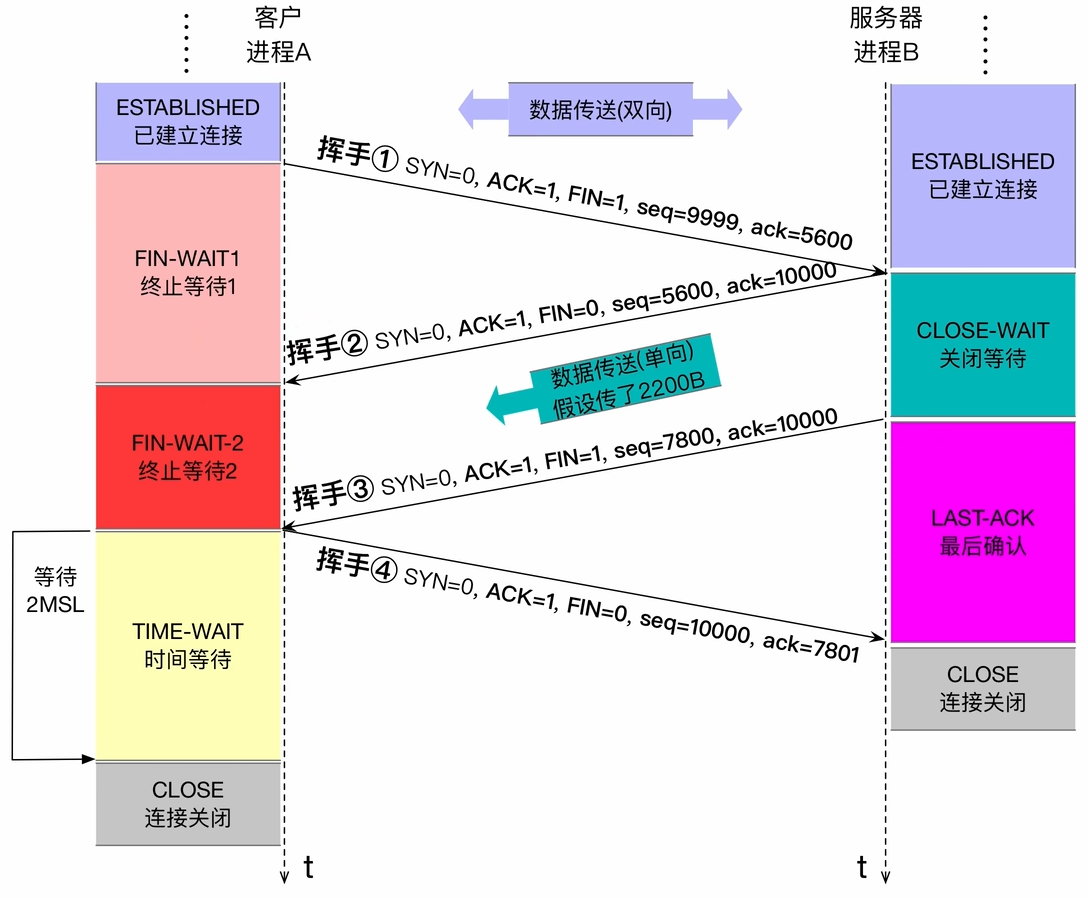 客户
进程A
服务器
进程B
ESTABLISHED
已建立连接
数据传送(双向)
ESTABLISHED
已建立连接
挥手① SYN=0, ACK=1, FIN=1, seq=9999, ack=5600
FIN-WAIT1
终止等待1
挥手② SYN=0, ACK=1, FIN=0, seq=5600, ack=10000
CLOSE-WAIT
关闭等待
数据传送(单向)
假设传了2200B
FIN-WAIT-2
终止等待2
挥手③ SYN=0, ACK=1, FIN=1, seq=7800, ack=10000
LAST-ACK
最后确认
挥手④ SYN=0, ACK=1, FIN=0, seq=10000, ack=7801
等待
2MSL
TIME-WAIT
时间等待
CLOSE
连接关闭
CLOSE
连接关闭
t
t